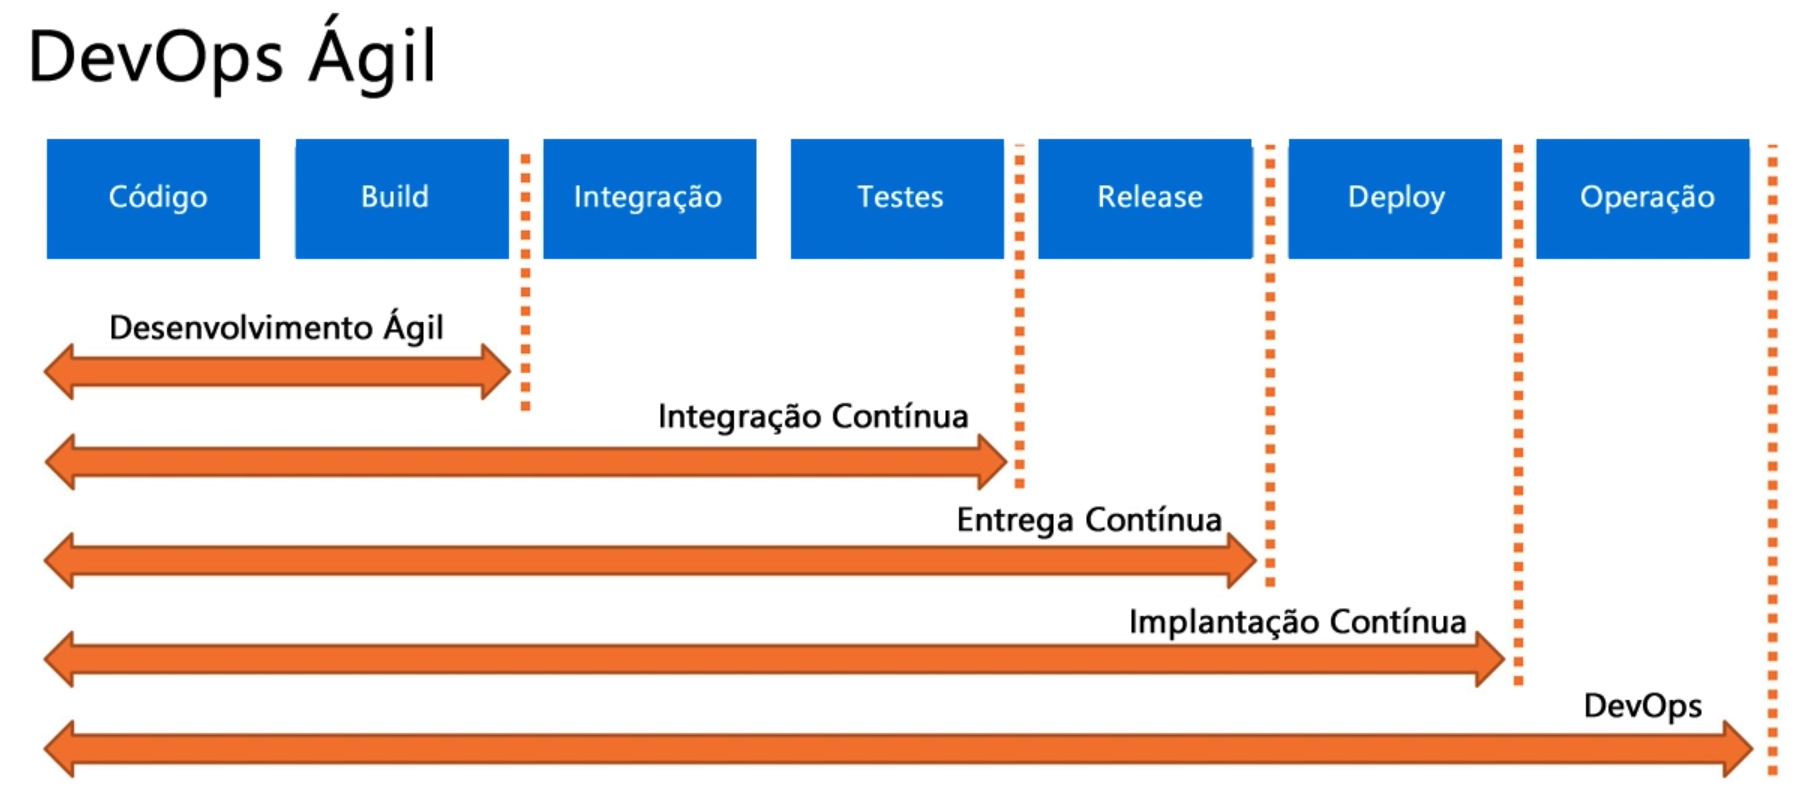 DevOps Ágil
Código
Build
Integração
Testes
Release
Deploy
Operação
Desenvolvimento Ágil
Integração Contínua
Entrega Contínua
Implantação Contínua
DevOps